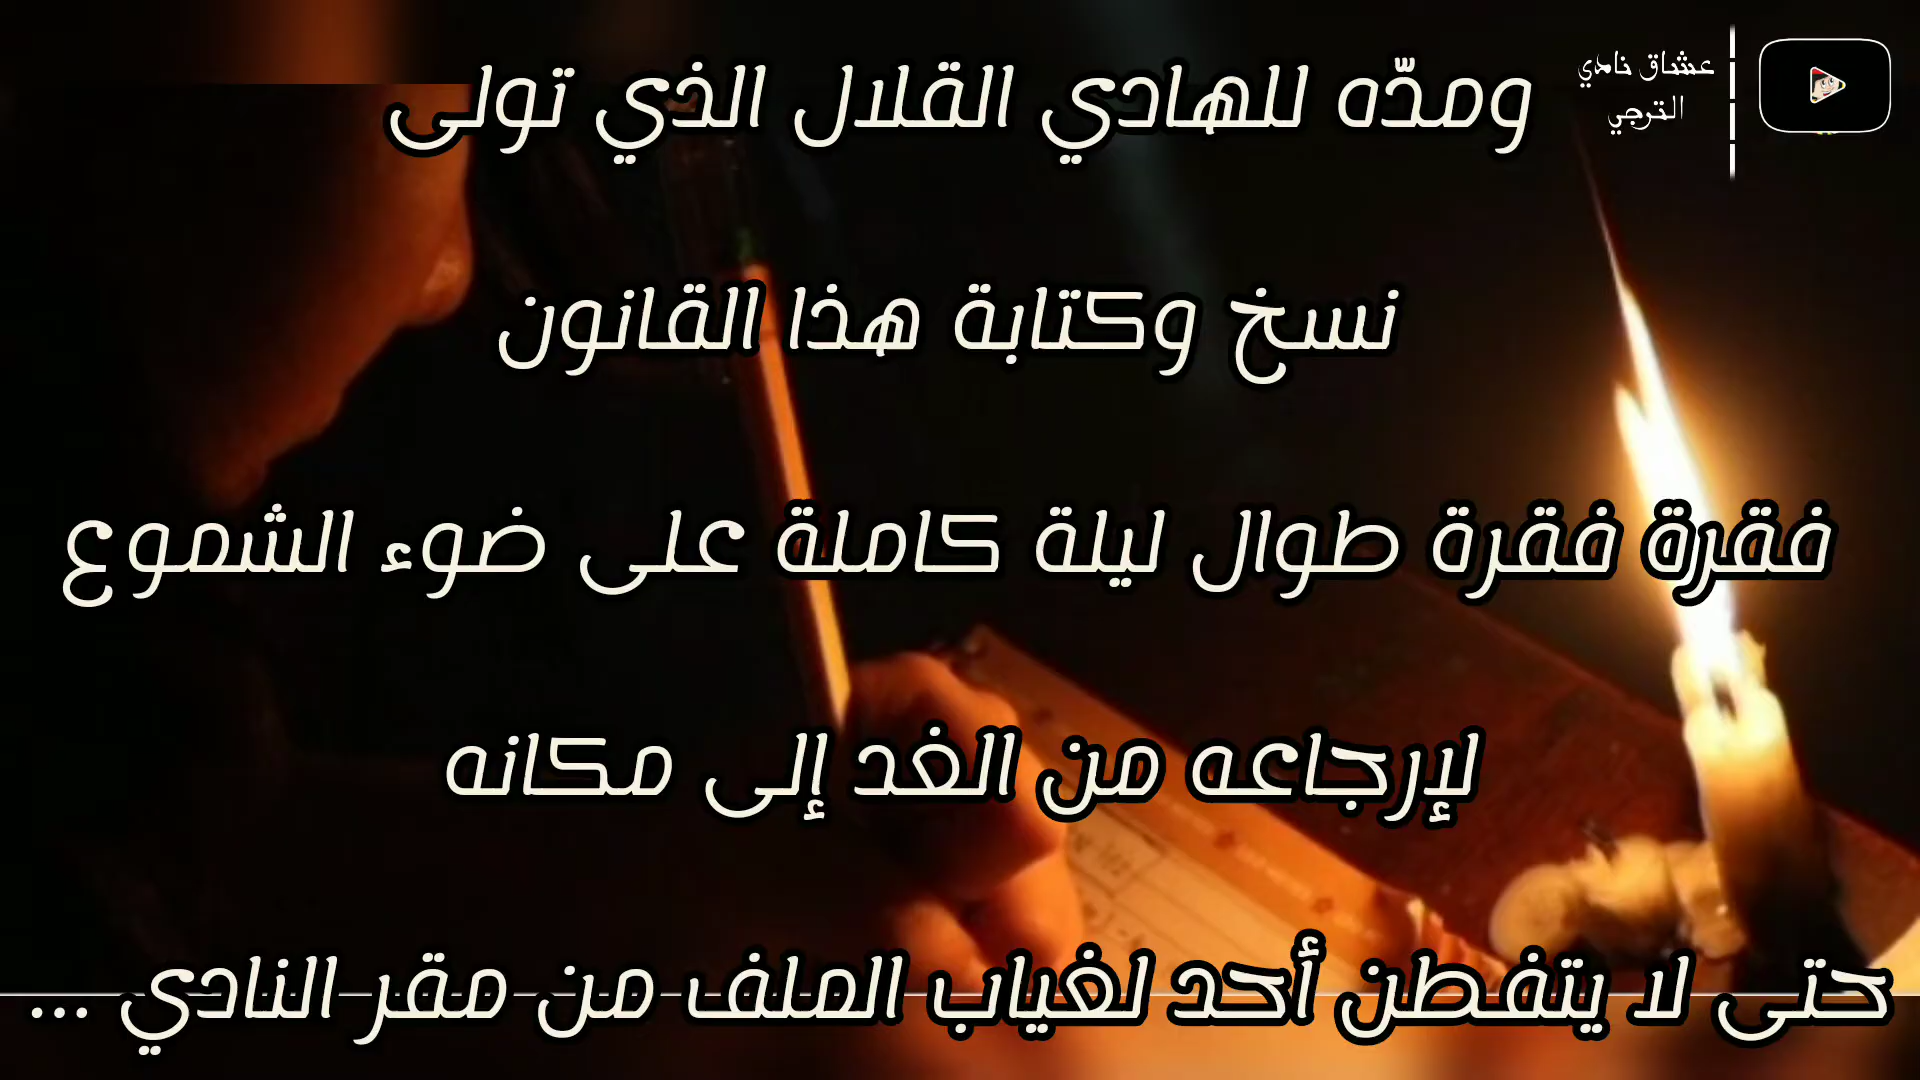 ومدّه للهادي القلال الذي تولى
نسخ وكتابة هذا القانون
فقرة فقرة طوال ليلة كاملة على ضوء الشموع
لإرجاعه من الغد إلى مكانه
حتى لا يتفطن أحد لغياب الملف من مقر النادي ...
عشاق نادي
الترجي